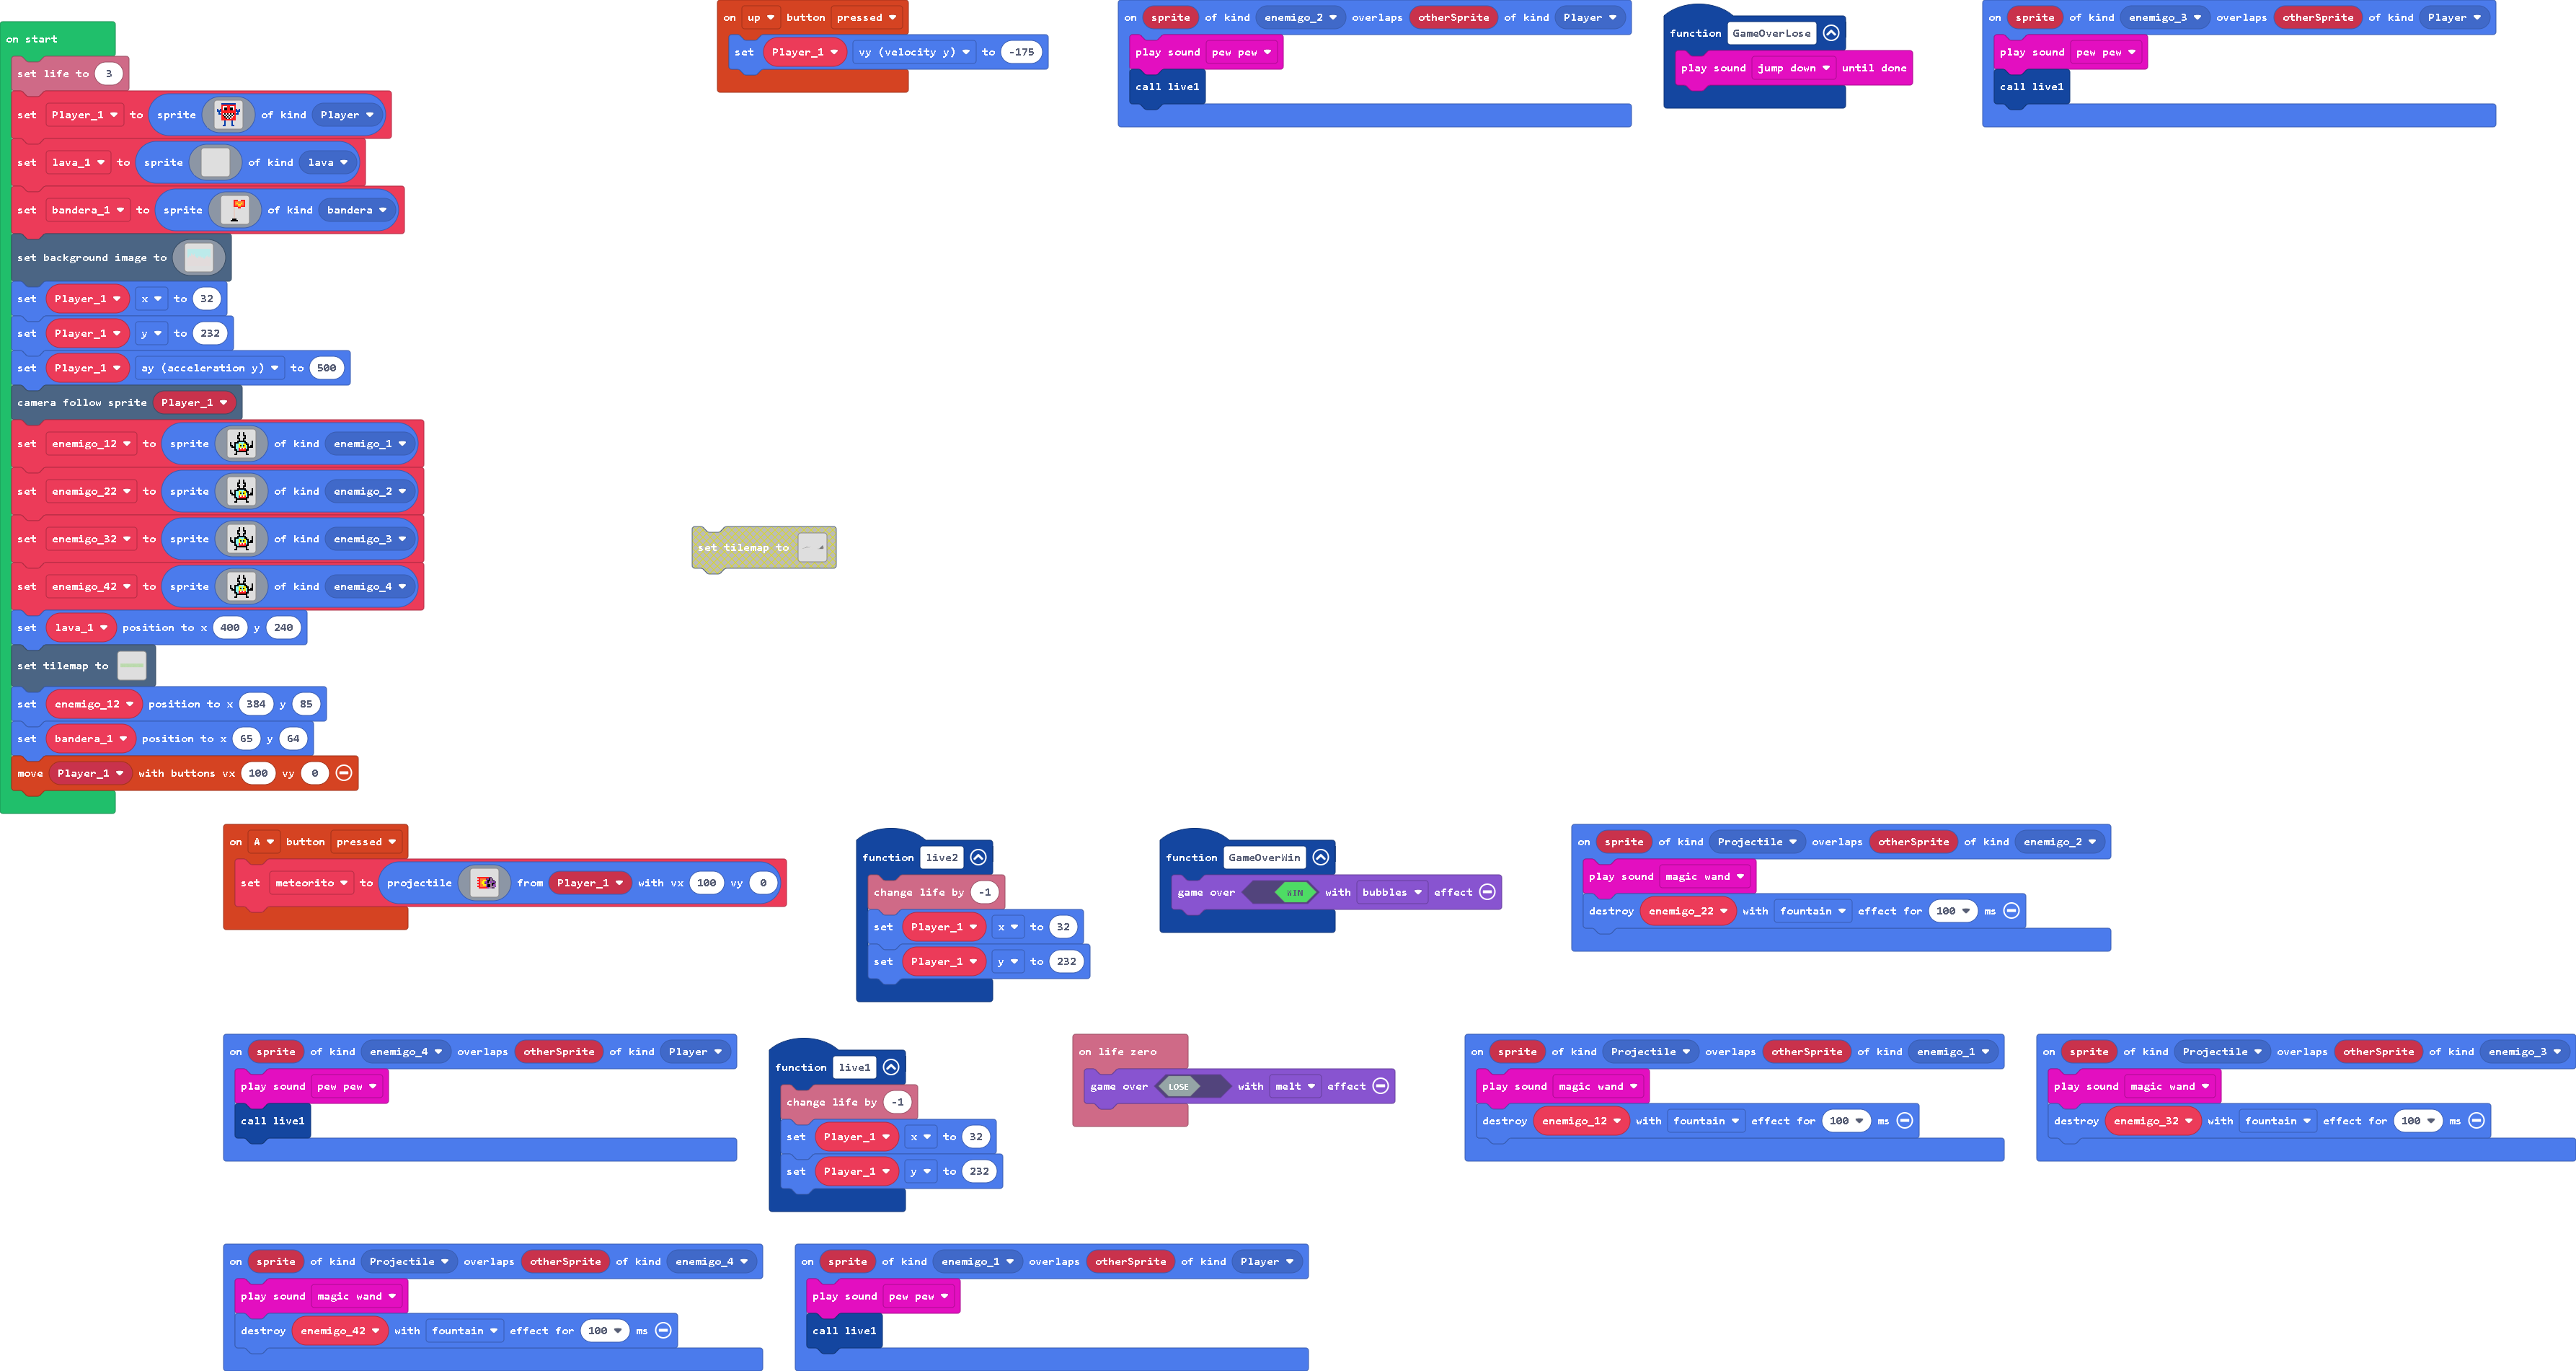 on start
set life to 3
set Player_1 to sprite of kind Player
set lava_1 to sprite of kind lava
set bandera_1 to sprite of kind bandera
set background image to
set Player_1 x to 32
set Player_1 y to 232
set Player_1 ay (acceleration y) to 500
camera follow sprite Player_1
set enemigo_12 to sprite of kind enemigo_1
set enemigo_22 to sprite of kind enemigo_2
set enemigo_32 to sprite of kind enemigo_3
set enemigo_42 to sprite of kind enemigo_4
set lava_1 position to x 400 y 240
set tilemap to
set enemigo_12 position to x 384 y 85
set bandera_1 position to x 65 y 64
move Player_1 with buttons vx 100 vy 0
on up button pressed
set Player_1 vy (velocity y) to -175
on sprite of kind enemigo_2 overlaps otherSprite of kind Player
play sound pew pew
call live1
function GameOverLose
play sound jump down until done
on sprite of kind enemigo_3 overlaps otherSprite of kind Player
play sound pew pew
call live1
set tilemap to
on A button pressed
set meteorito to projectile from Player_1 with vx 100 vy 0
function live2
change life by -1
set Player_1 x to 32
set Player_1 y to 232
function GameOverWin
game over WIN with bubbles effect
on sprite of kind Projectile overlaps otherSprite of kind enemigo_2
play sound magic wand
destroy enemigo_22 with fountain effect for 100 ms
on sprite of kind enemigo_4 overlaps otherSprite of kind Player
play sound pew pew
call live1
function live1
change life by -1
set Player_1 x to 32
set Player_1 y to 232
on life zero
game over LOSE with melt effect
on sprite of kind Projectile overlaps otherSprite of kind enemigo_1
play sound magic wand
destroy enemigo_12 with fountain effect for 100 ms
on sprite of kind Projectile overlaps otherSprite of kind enemigo_3
play sound magic wand
destroy enemigo_32 with fountain effect for 100 ms
on sprite of kind Projectile overlaps otherSprite of kind enemigo_4
play sound magic wand
destroy enemigo_42 with fountain effect for 100 ms
on sprite of kind enemigo_1 overlaps otherSprite of kind Player
play sound pew pew
call live1